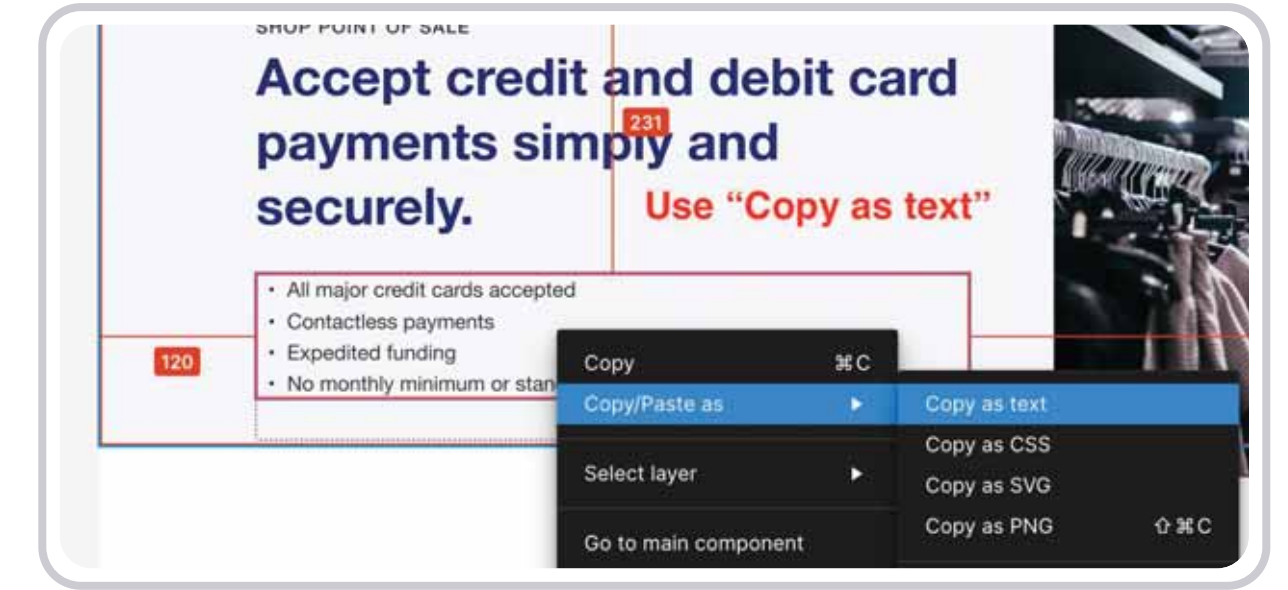 SHOP POINT OF SALE
Accept credit and debit card
payments simply and
securely.
231
Use “Copy as text”
• All major credit cards accepted
• Contactless payments
• Expedited funding
• No monthly minimum or stan
120
Copy ⌘C
Copy/Paste as ▶
Select layer ▶
Go to main component
Copy as text
Copy as CSS
Copy as SVG
Copy as PNG ⇧⌘C